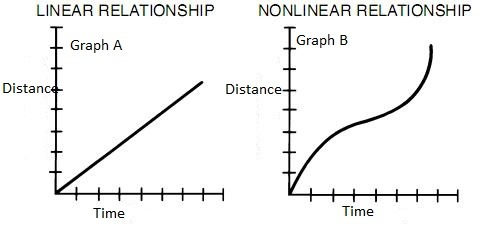 LINEAR RELATIONSHIP
Graph A
Distance
Time
NONLINEAR RELATIONSHIP
Graph B
Distance
Time